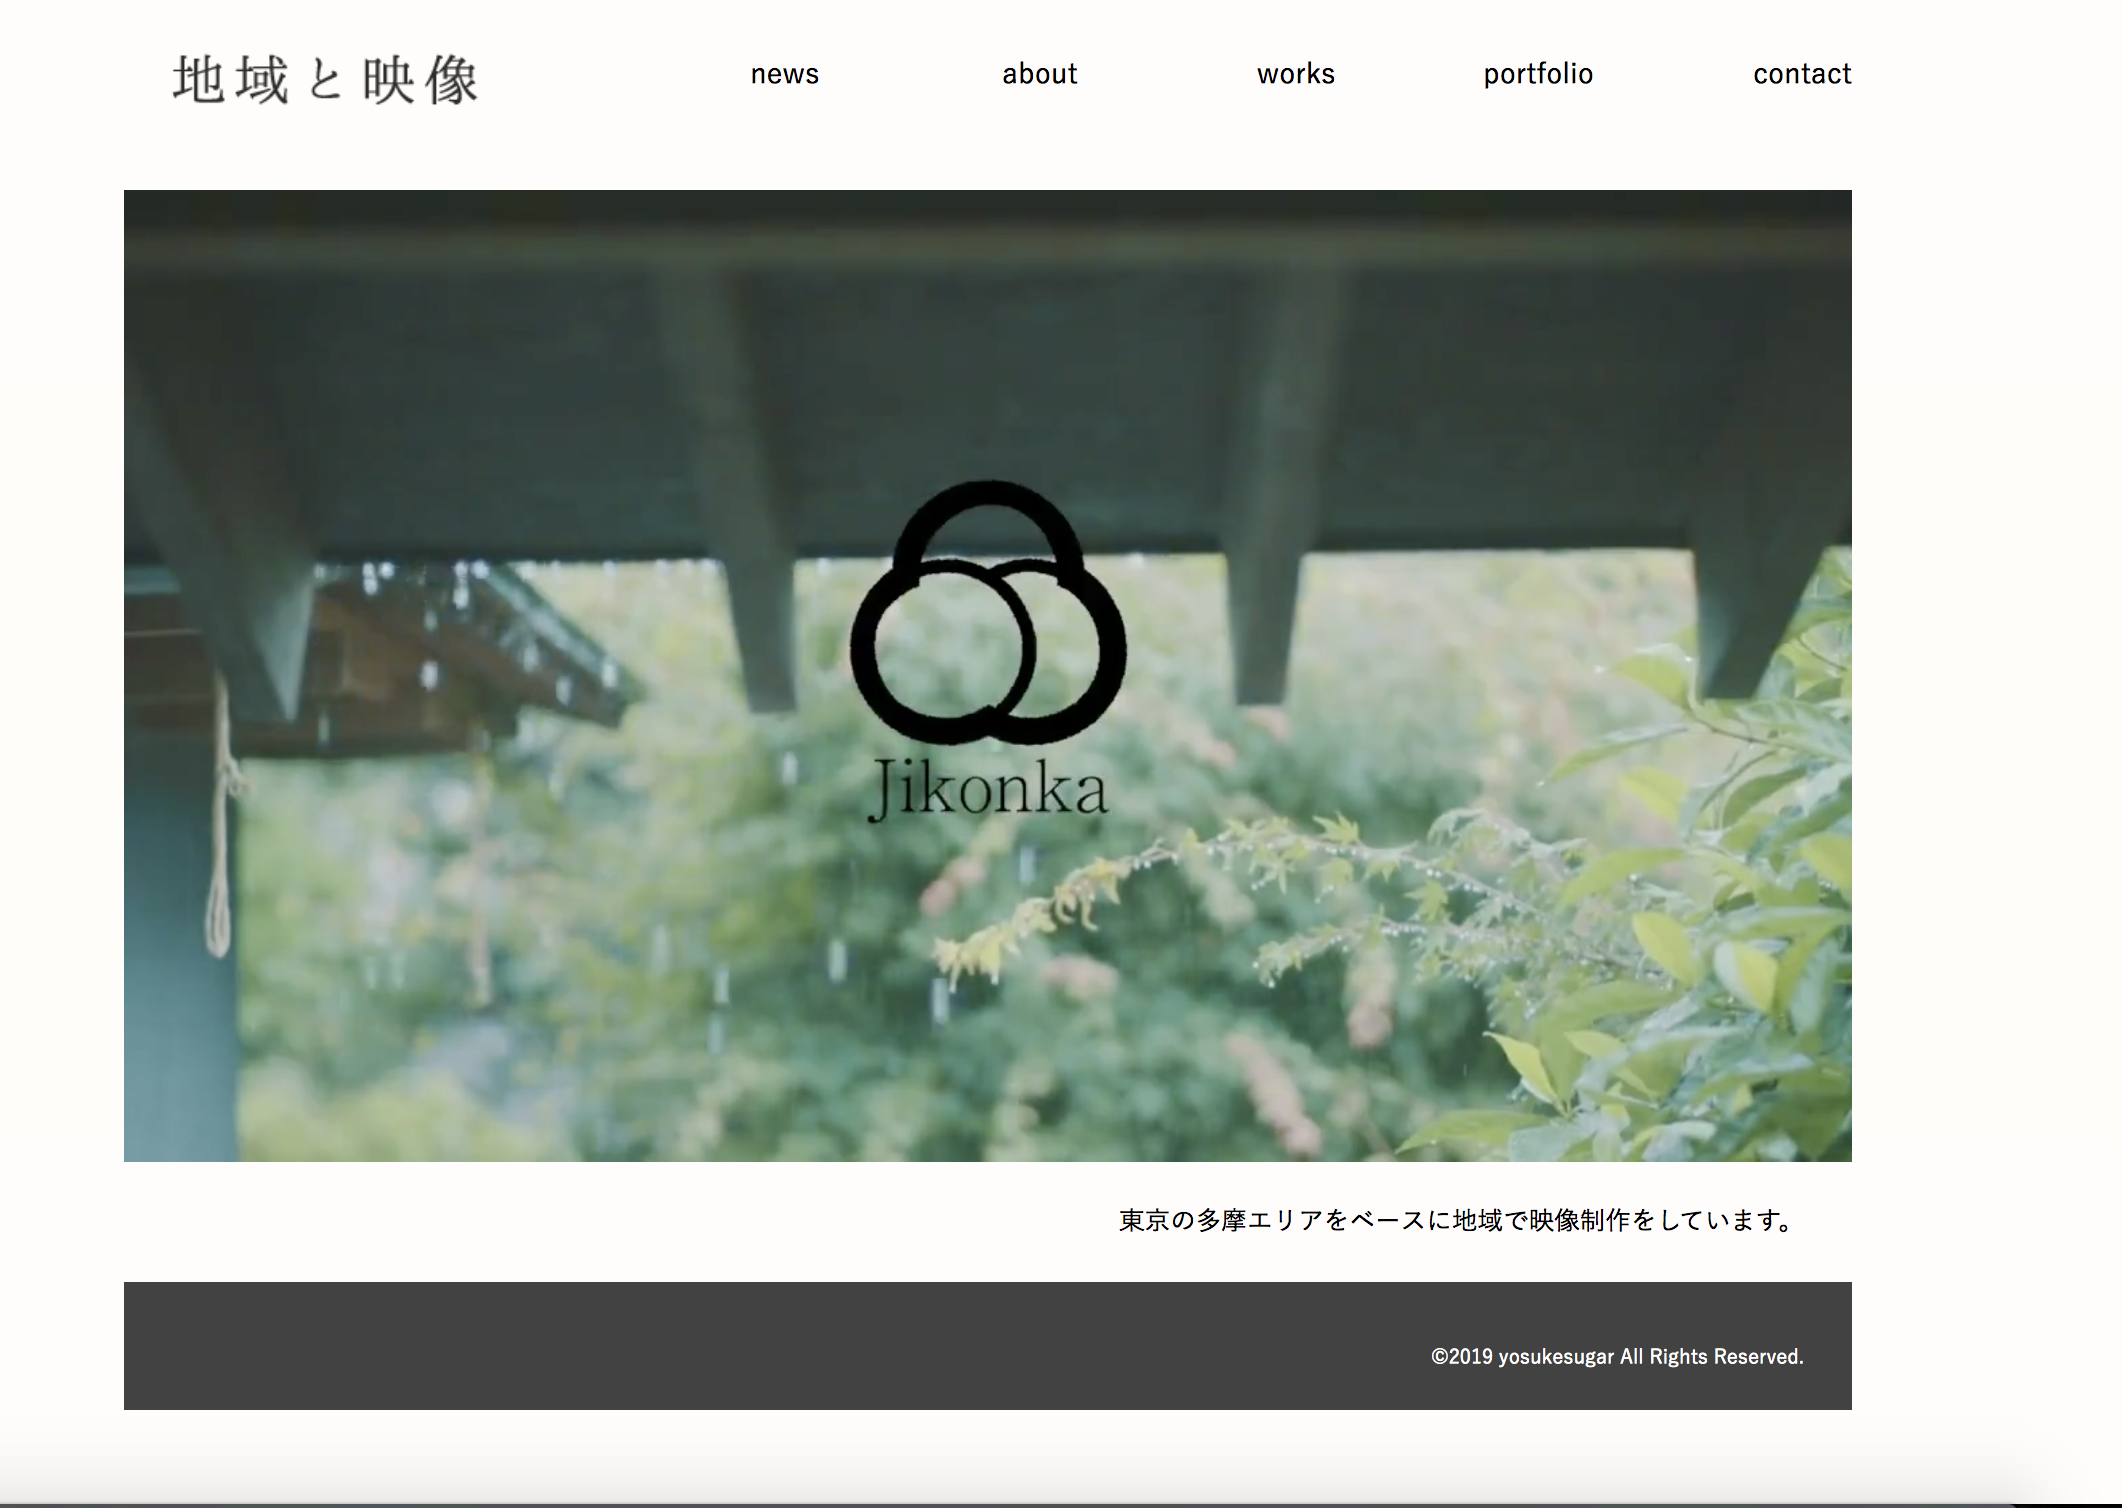 地域と映像
news
about
works
portfolio
contact
Jikonka
東京の多摩エリアをベースに地域で映像制作をしています。
©2019 yosukesugar All Rights Reserved.